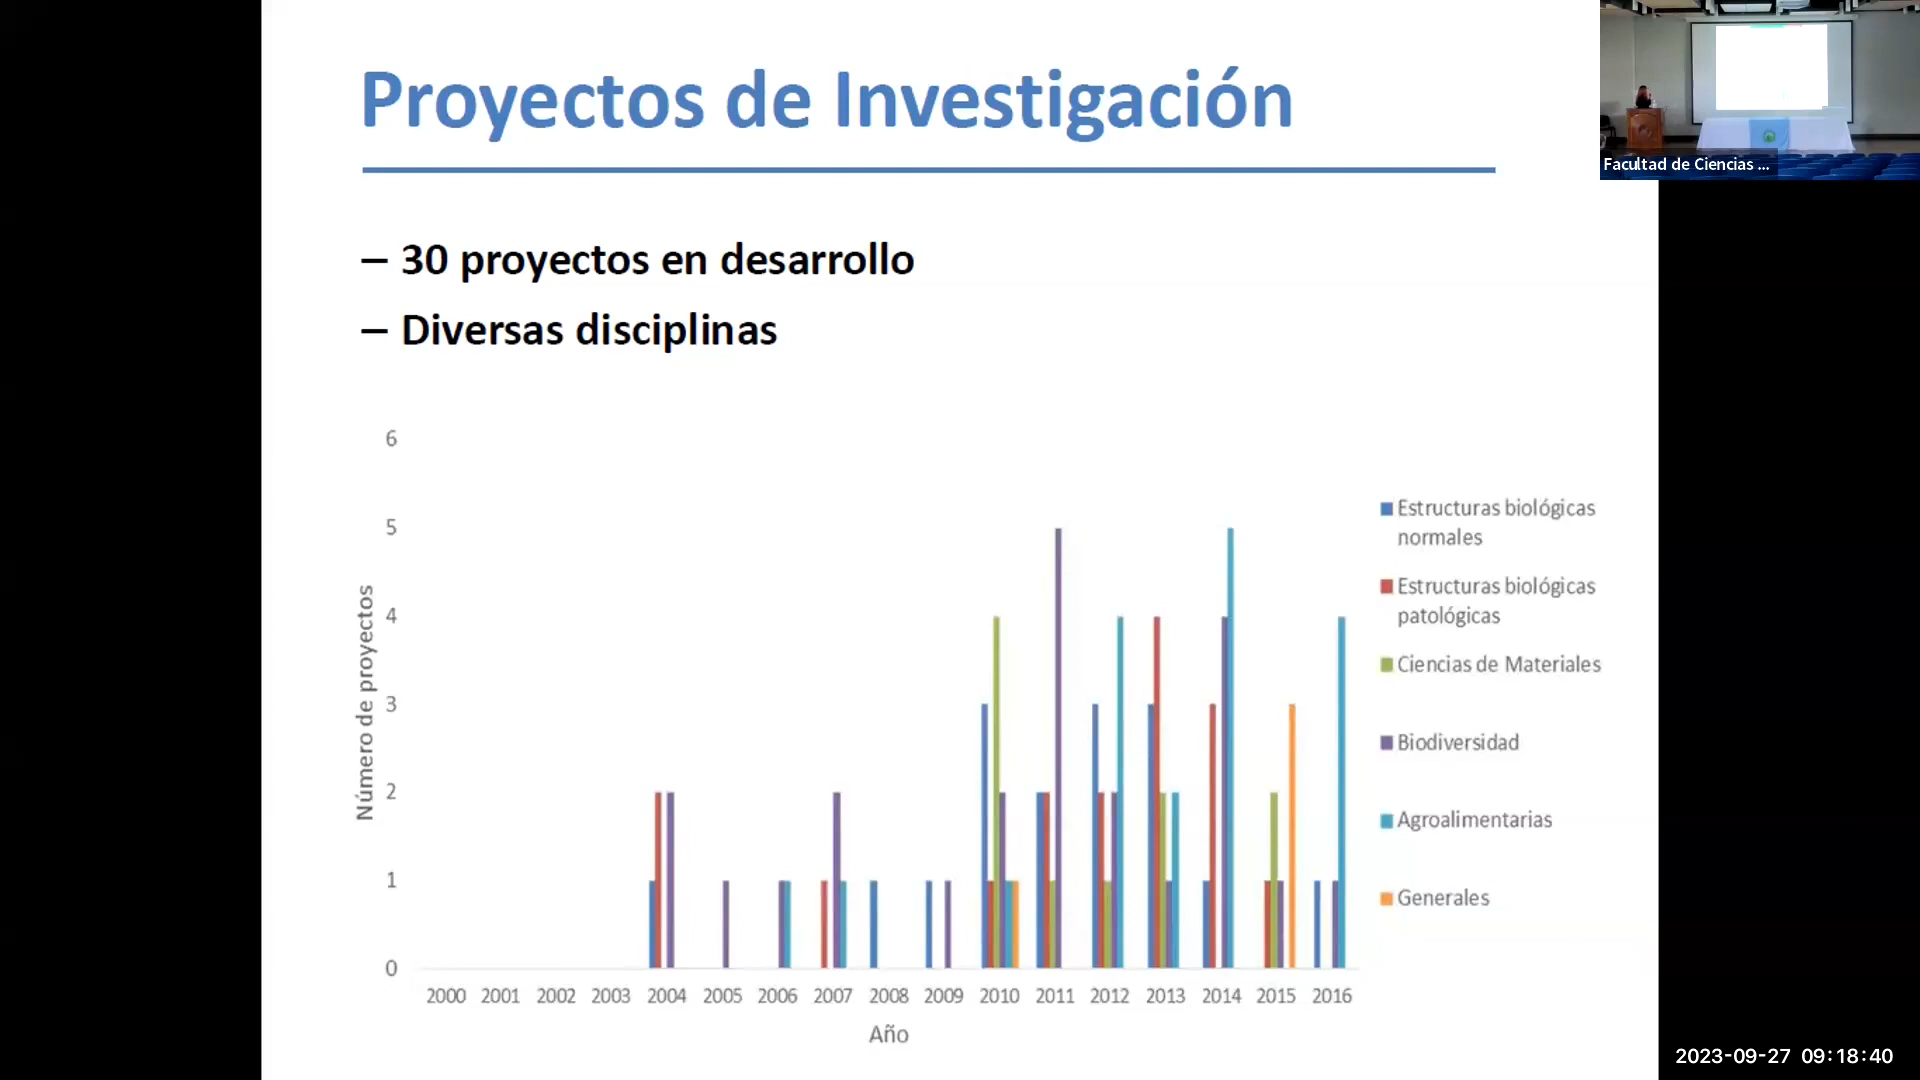 Proyectos de Investigación
Facultad de Ciencias ...
– 30 proyectos en desarrollo
– Diversas disciplinas
6
5
4
3
2
1
0
Número de proyectos
2000 2001 2002 2003 2004 2005 2006 2007 2008 2009 2010 2011 2012 2013 2014 2015 2016
Año
Estructuras biológicas
normales
Estructuras biológicas
patológicas
Ciencias de Materiales
Biodiversidad
Agroalimentarias
Generales
2023-09-27 09:18:40